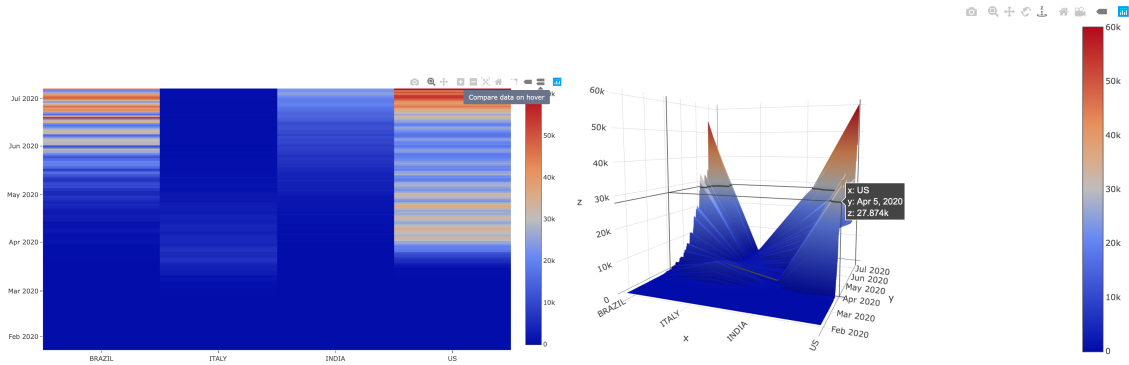 60k
50k
40k
30k
20k
10k
0
Compare data on hover
Jul 2020
Jun 2020
May 2020
Apr 2020
Mar 2020
Feb 2020
BRAZIL
ITALY
INDIA
US
50k
40k
30k
20k
10k
0
60k
50k
40k
30k
20k
10k
0
z
x: US
y: Apr 5, 2020
z: 27.874k
Jul 2020
Jun 2020
May 2020
Apr 2020
Mar 2020
Feb 2020
y
BRAZIL
ITALY
INDIA
US
x